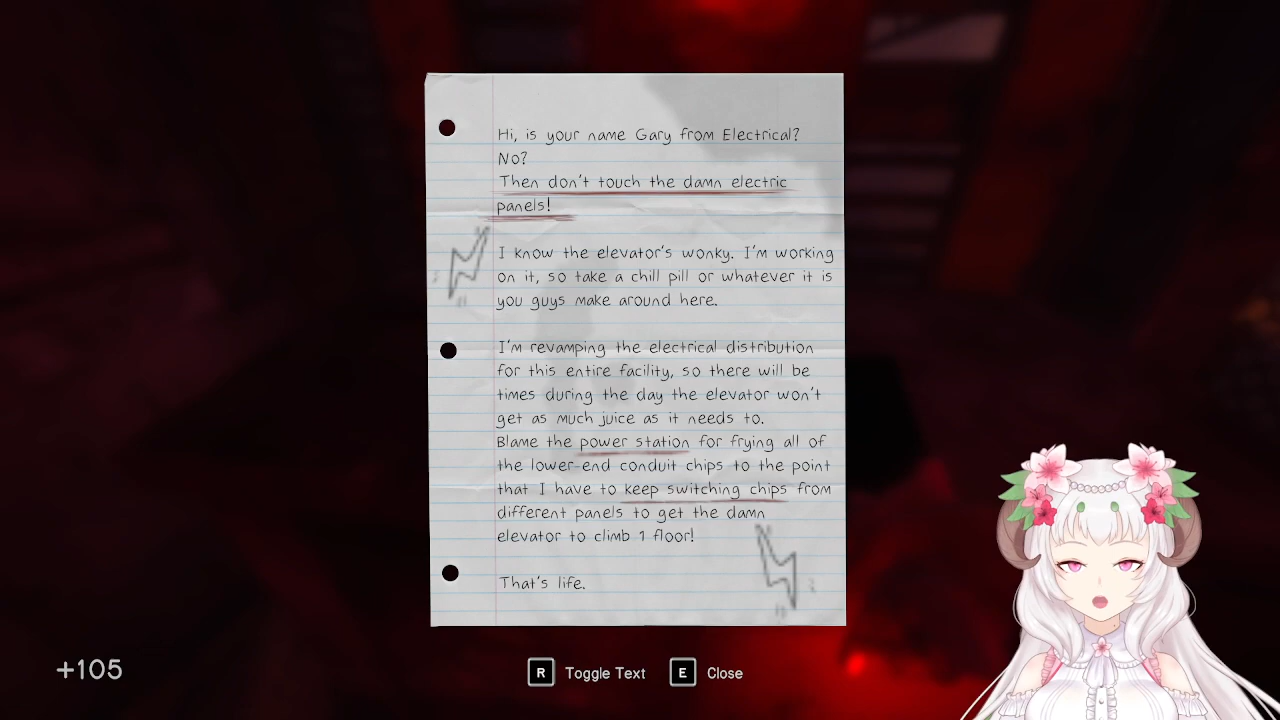 Hi, is your name Gary from Electrical?
No?
Then don't touch the damn electric
panels!
I know the elevator's wonky. I'm working
on it, so take a chill pill or whatever it is
you guys make around here.
I'm revamping the electrical distribution
for this entire facility, so there will be
times during the day the elevator won't
get as much juice as it needs to.
Blame the power station for frying all of
the lower-end conduit chips to the point
that I have to keep switching chips from
different panels to get the damn
elevator to climb 1 floor!
That's life.
+105
R Toggle Text E Close